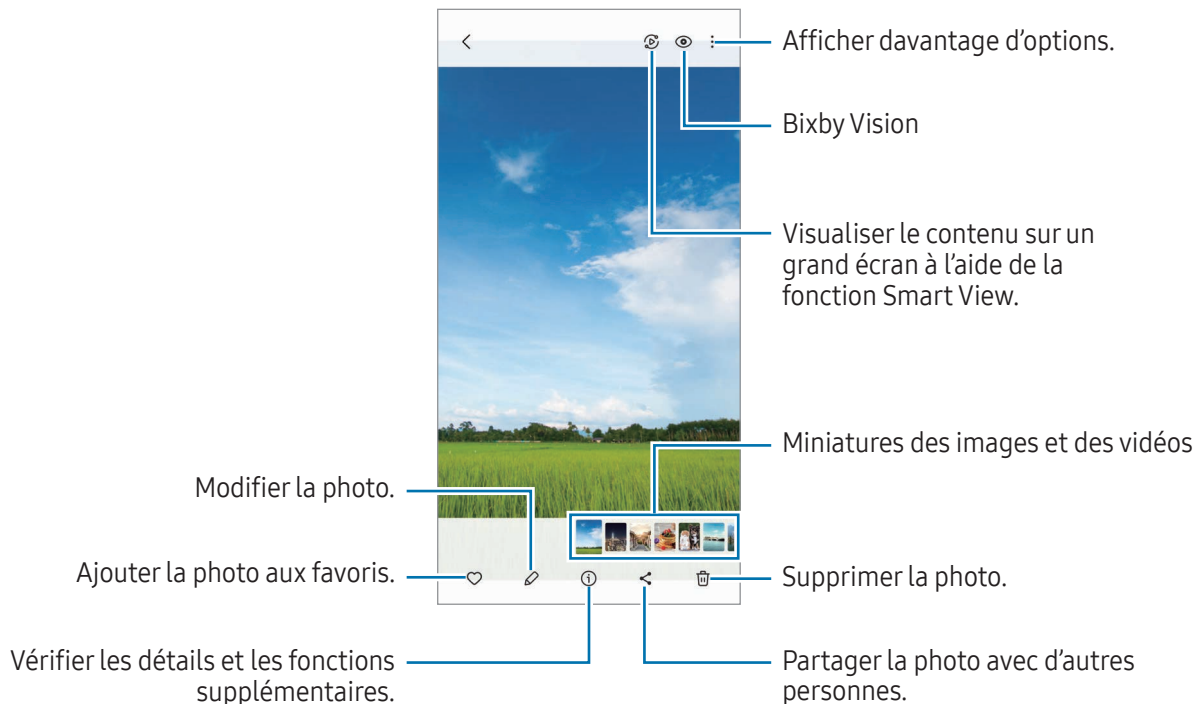 Afficher davantage d’options.
Bixby Vision
Visualiser le contenu sur un
grand écran à l’aide de la
fonction Smart View.
Miniatures des images et des vidéos
Modifier la photo.
Ajouter la photo aux favoris.
Supprimer la photo.
Vérifier les détails et les fonctions
supplémentaires.
Partager la photo avec d’autres
personnes.